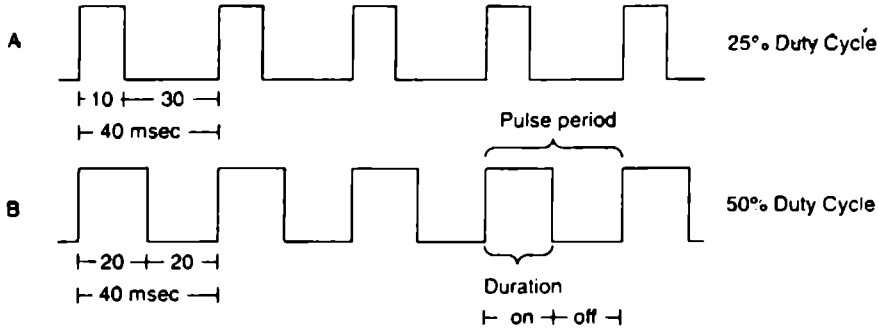 A
25% Duty Cycle
10 30
40 msec
Pulse period
B
50% Duty Cycle
20 20
40 msec
Duration
on off